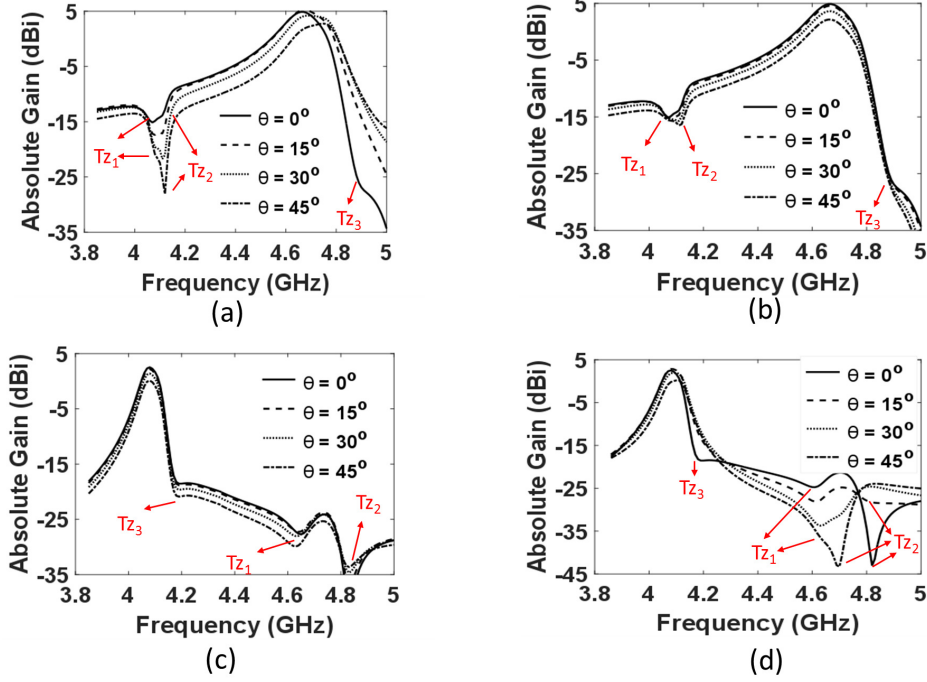 5
-5
-15
-25
-35
Absolute Gain (dBi)
3.8 4 4.2 4.4 4.6 4.8 5
Frequency (GHz)
θ = 0º
θ = 15º
θ = 30º
θ = 45º
Tz1
Tz2
Tz3
(a)
5
-5
-15
-25
-35
Absolute Gain (dBi)
3.8 4 4.2 4.4 4.6 4.8 5
Frequency (GHz)
θ = 0º
θ = 15º
θ = 30º
θ = 45º
Tz1
Tz2
Tz3
(b)
5
-5
-15
-25
-35
Absolute Gain (dBi)
3.8 4 4.2 4.4 4.6 4.8 5
Frequency (GHz)
θ = 0º
θ = 15º
θ = 30º
θ = 45º
Tz2
Tz3
Tz1
(c)
5
-5
-15
-25
-35
-45
Absolute Gain (dBi)
3.8 4 4.2 4.4 4.6 4.8 5
Frequency (GHz)
θ = 0º
θ = 15º
θ = 30º
θ = 45º
Tz3
Tz1
Tz2
(d)